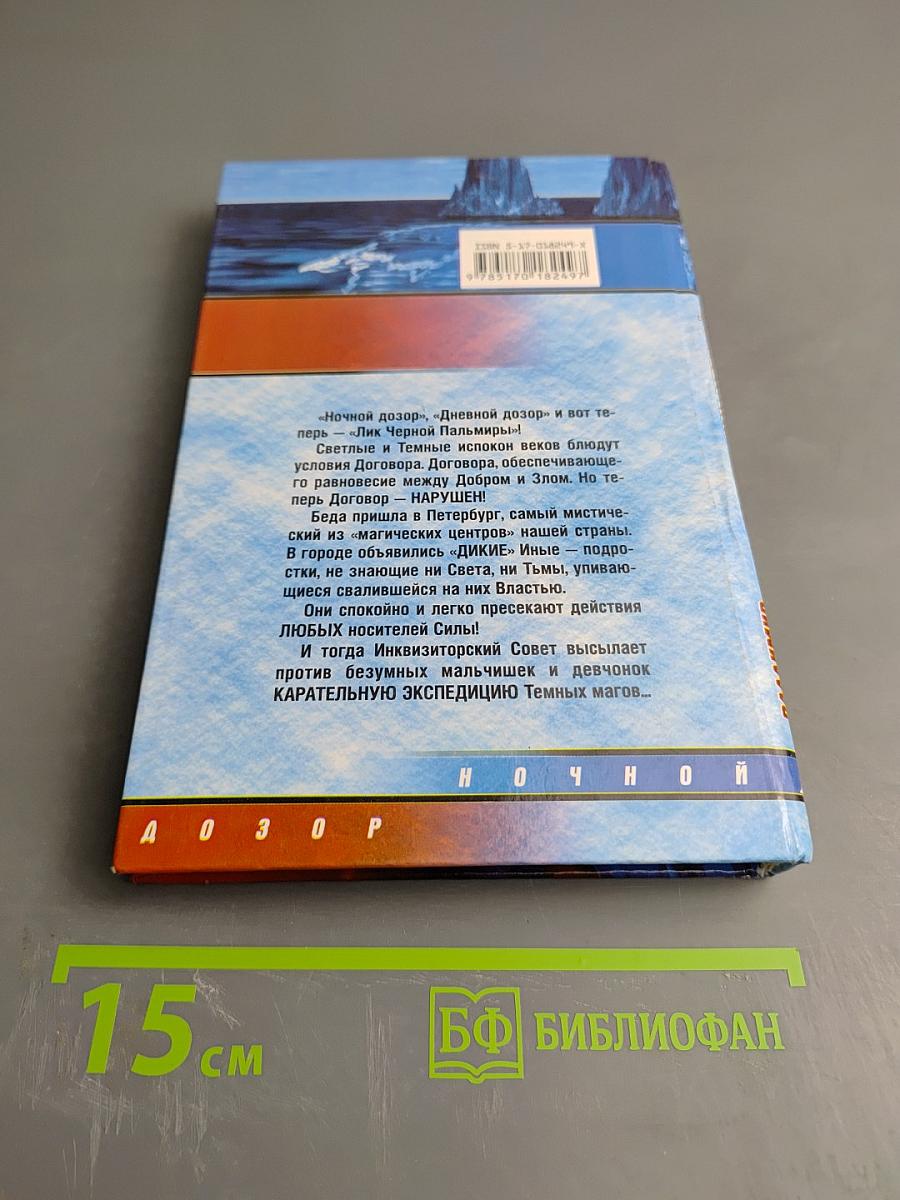 ISBN 5-17-018249-X
9 785170 182497
«Ночной дозор», «Дневной дозор» и вот те-
перь — «Лик Черной Пальмиры»!
Светлые и Темные испокон веков блюдут
условия Договора. Договора, обеспечивающе-
го равновесие между Добром и Злом. Но те-
перь Договор — НАРУШЕН!
Беда пришла в Петербург, самый мистиче-
ский из «магических центров» нашей страны.
В городе объявились «ДИКИЕ» Иные — подро-
стки, не знающие ни Света, ни Тьмы, упиваю-
щиеся свалившейся на них Властью.
Они спокойно и легко пресекают действия
ЛЮБЫХ носителей Силы!
И тогда Инквизиторский Совет высылает
против безумных мальчишек и девчонок
КАРАТЕЛЬНУЮ ЭКСПЕДИЦИЮ Темных магов...
НОЧНОЙ
ДОЗОР
15 см
БФ БИБЛИОФАН